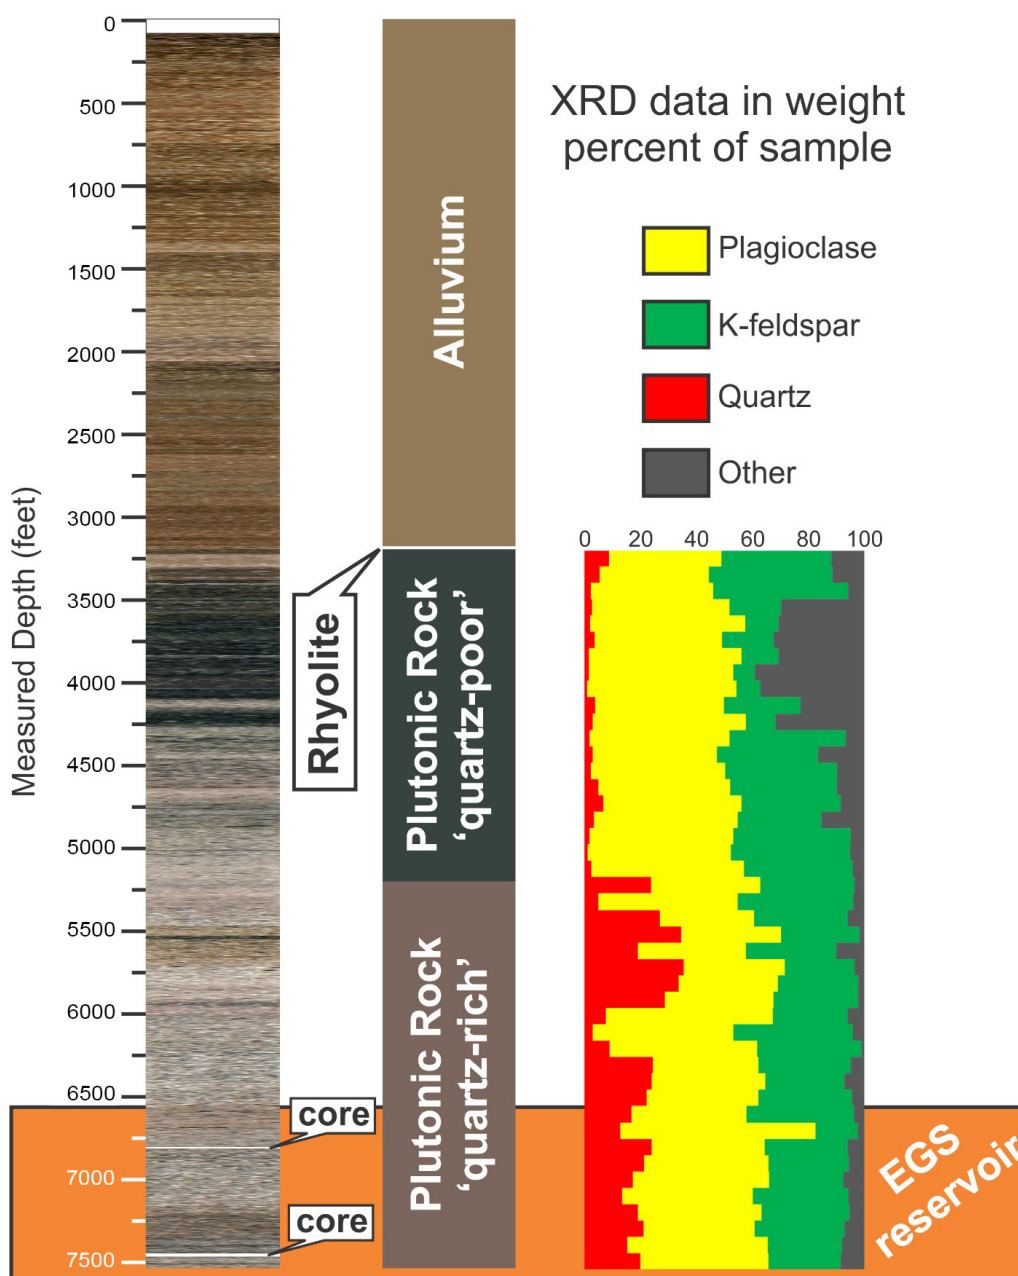 XRD data in weight
percent of sample
Plagioclase
K-feldspar
Quartz
Other
Measured Depth (feet)
0
500
1000
1500
2000
2500
3000
3500
4000
4500
5000
5500
6000
6500
7000
7500
Alluvium
Rhyolite
Plutonic Rock
‘quartz-poor’
Plutonic Rock
‘quartz-rich’
0 20 40 60 80 100
core
core
EGS
reservoir